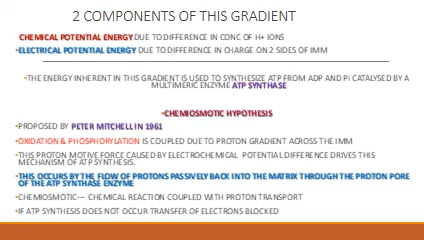 2 COMPONENTS OF THIS GRADIENT
CHEMICAL POTENTIAL ENERGY DUE TO DIFFERENCE IN CONC OF H+ IONS
•ELECTRICAL POTENTIAL ENERGY DUE TO DIFFERENCE IN CHARGE ON 2 SIDES OF IMM
•THE ENERGY INHERENT IN THIS GRADIENT IS USED TO SYNTHESIZE ATP FROM ADP AND Pi CATALYSED BY A
MULTIMERIC ENZYME ATP SYNTHASE
•CHEMIOSMOTIC HYPOTHESIS
•PROPOSED BY PETER MITCHELL IN 1961
•OXIDATION & PHOSPHORYLATION IS COUPLED DUE TO PROTON GRADIENT ACROSS THE IMM
•THIS PROTON MOTIVE FORCE CAUSED BY ELECTROCHEMICAL POTENTIAL DIFFERENCE DRIVES THIS
MECHANISM OF ATP SYNTHESIS.
•THIS OCCURS BY THE FLOW OF PROTONS PASSIVELY BACK INTO THE MATRIX THROUGH THE PROTON PORE
OF THE ATP SYNTHASE ENZYME
•CHEMIOSMOTIC--- CHEMICAL REACTION COUPLED WITH PROTON TRANSPORT
•IF ATP SYNTHESIS DOES NOT OCCUR TRANSFER OF ELECTRONS BLOCKED